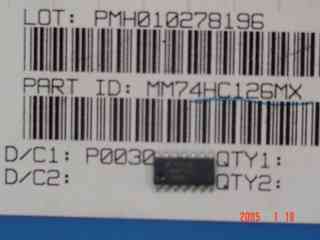 LOT: PMH010278196
PART ID: MM74HC126MX
D/C1: P0030 QTY1:
D/C2: QTY2:
2005 1 18